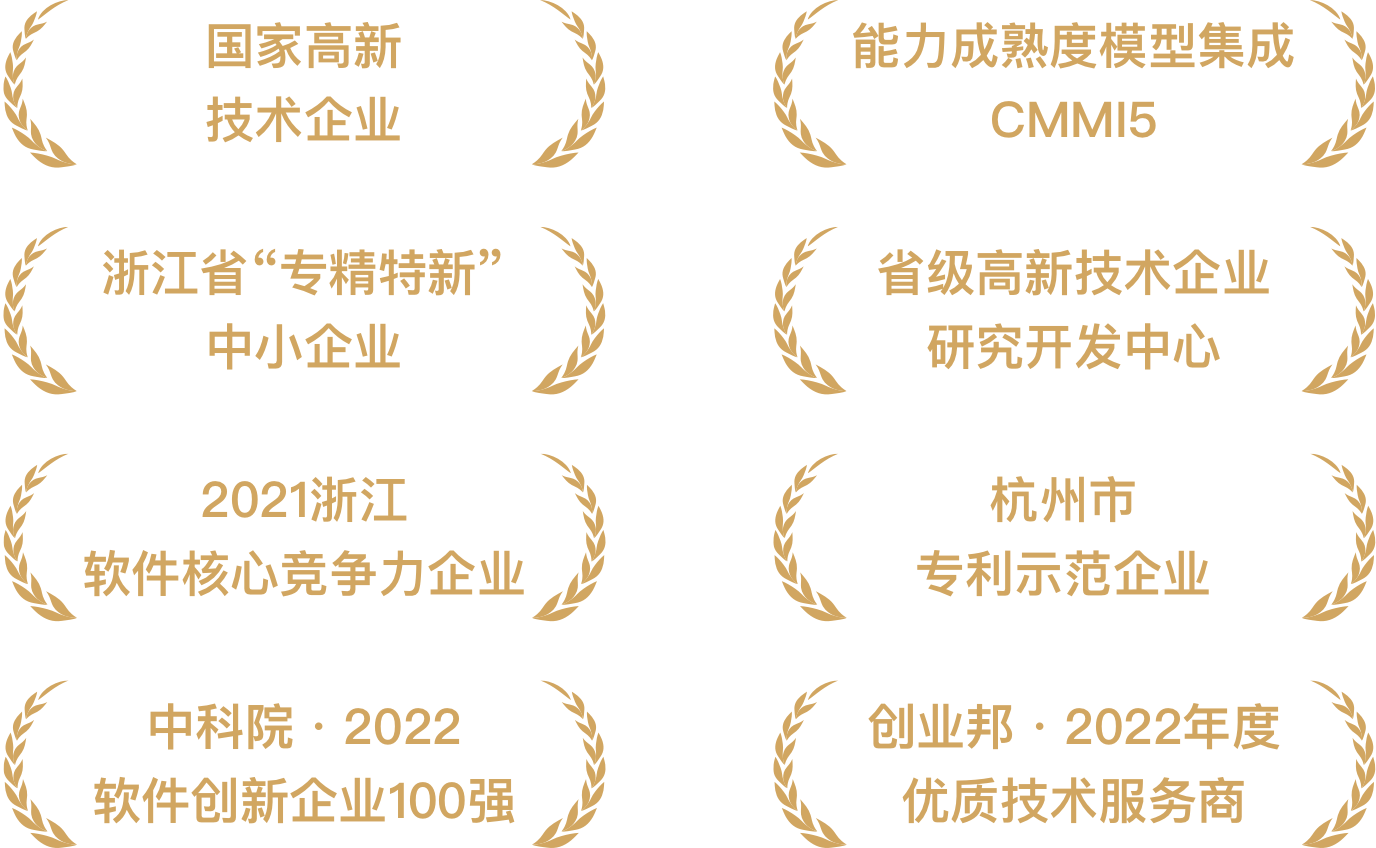 国家高新
技术企业
能力成熟度模型集成
CMMI5
浙江省“专精特新”
中小企业
省级高新技术企业
研究开发中心
2021浙江
软件核心竞争力企业
杭州市
专利示范企业
中科院 · 2022
软件创新企业100强
创业邦 · 2022年度
优质技术服务商